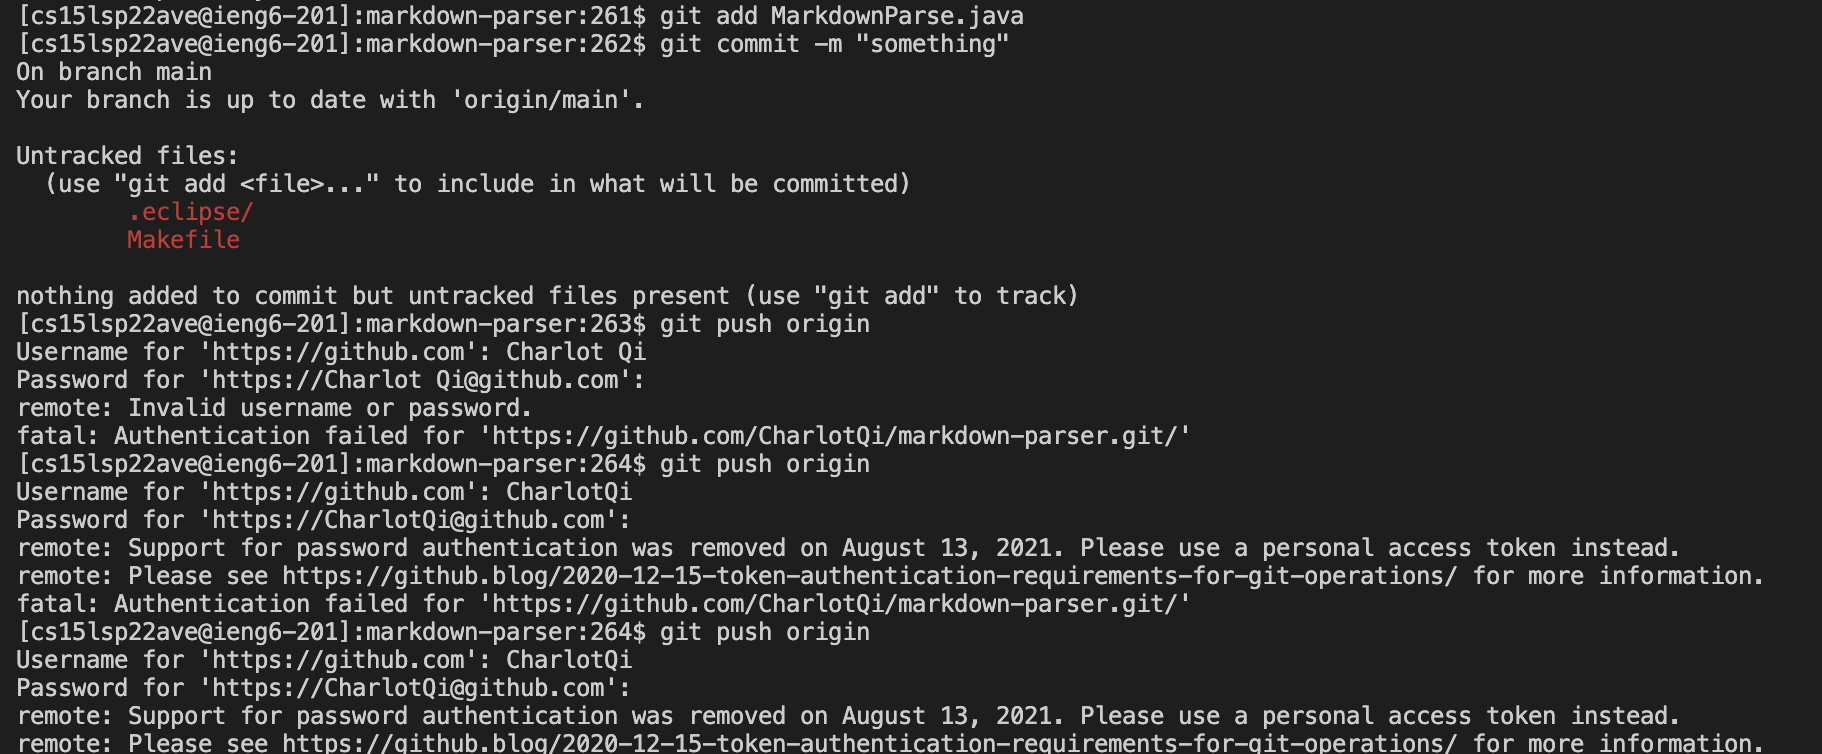 [cs15lsp22ave@ieng6-201]:markdown-parser:261$ git add MarkdownParse.java
[cs15lsp22ave@ieng6-201]:markdown-parser:262$ git commit -m "something"
On branch main
Your branch is up to date with 'origin/main'.
Untracked files:
  (use "git add <file>..." to include in what will be committed)
        .eclipse/
        Makefile
nothing added to commit but untracked files present (use "git add" to track)
[cs15lsp22ave@ieng6-201]:markdown-parser:263$ git push origin
Username for 'https://github.com': Charlot Qi
Password for 'https://Charlot Qi@github.com':
remote: Invalid username or password.
fatal: Authentication failed for 'https://github.com/CharlotQi/markdown-parser.git/'
[cs15lsp22ave@ieng6-201]:markdown-parser:264$ git push origin
Username for 'https://github.com': CharlotQi
Password for 'https://CharlotQi@github.com':
remote: Support for password authentication was removed on August 13, 2021. Please use a personal access token instead.
remote: Please see https://github.blog/2020-12-15-token-authentication-requirements-for-git-operations/ for more information.
fatal: Authentication failed for 'https://github.com/CharlotQi/markdown-parser.git/'
[cs15lsp22ave@ieng6-201]:markdown-parser:264$ git push origin
Username for 'https://github.com': CharlotQi
Password for 'https://CharlotQi@github.com':
remote: Support for password authentication was removed on August 13, 2021. Please use a personal access token instead.
remote: Please see https://github.blog/2020-12-15-token-authentication-requirements-for-git-operations/ for more information.